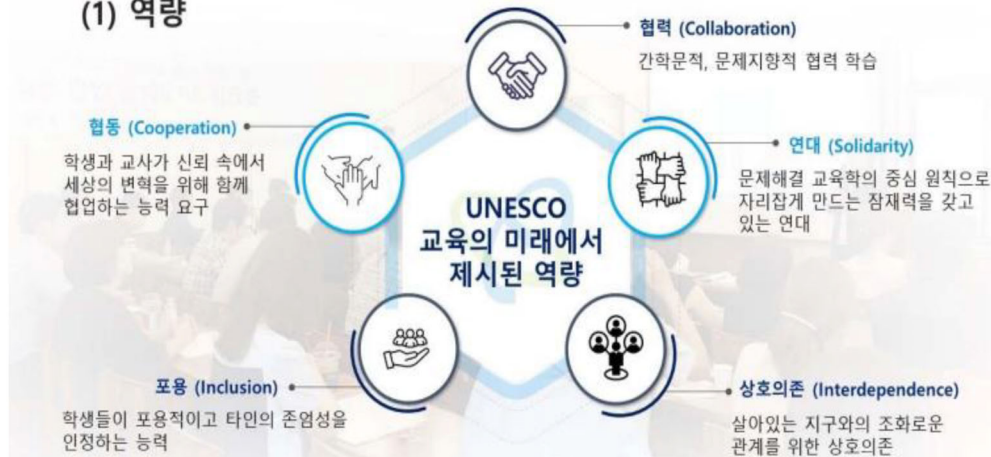 (1) 역량
협력 (Collaboration)
간학문적, 문제지향적 협력 학습
협동 (Cooperation)
학생과 교사가 신뢰 속에서
세상의 변혁을 위해 함께
협업하는 능력 요구
연대 (Solidarity)
문제해결 교육학의 중심 원칙으로
자리잡게 만드는 잠재력을 갖고
있는 연대
UNESCO
교육의 미래에서
제시된 역량
포용 (Inclusion)
학생들이 포용적이고 타인의 존엄성을
인정하는 능력
상호의존 (Interdependence)
살아있는 지구와의 조화로운
관계를 위한 상호의존